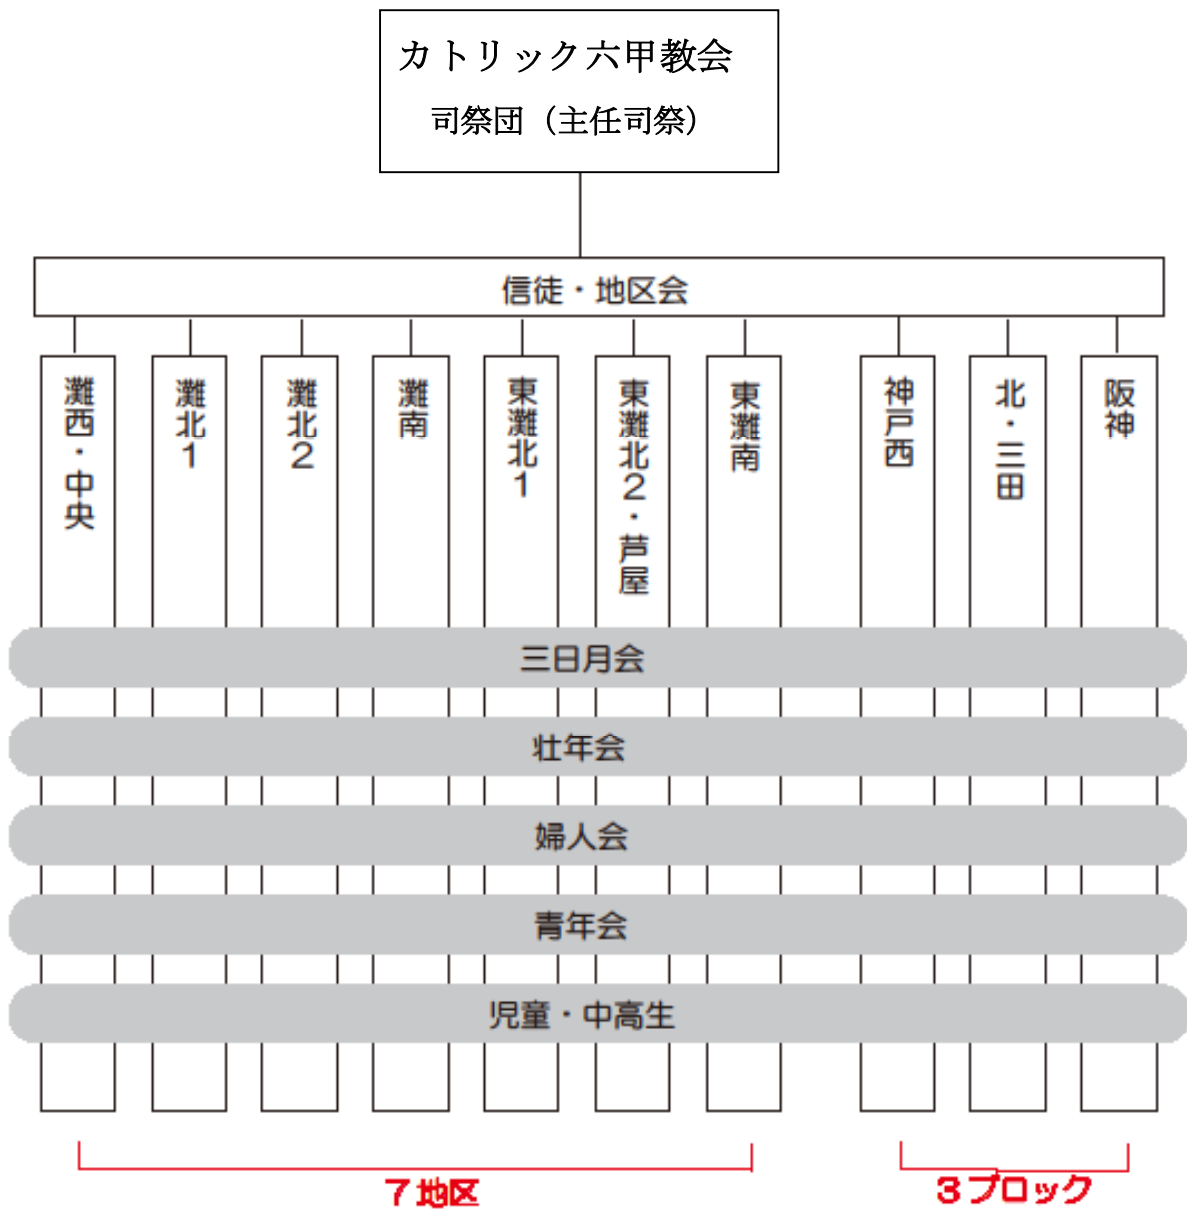 カトリック六甲教会
司祭団（主任司祭）
信徒・地区会
灘西・中央
灘北1
灘北2
灘南
東灘北1
東灘北2・芦屋
東灘南
神戸西
北・三田
阪神
三日月会
壮年会
婦人会
青年会
児童・中高生
７地区
３ブロック